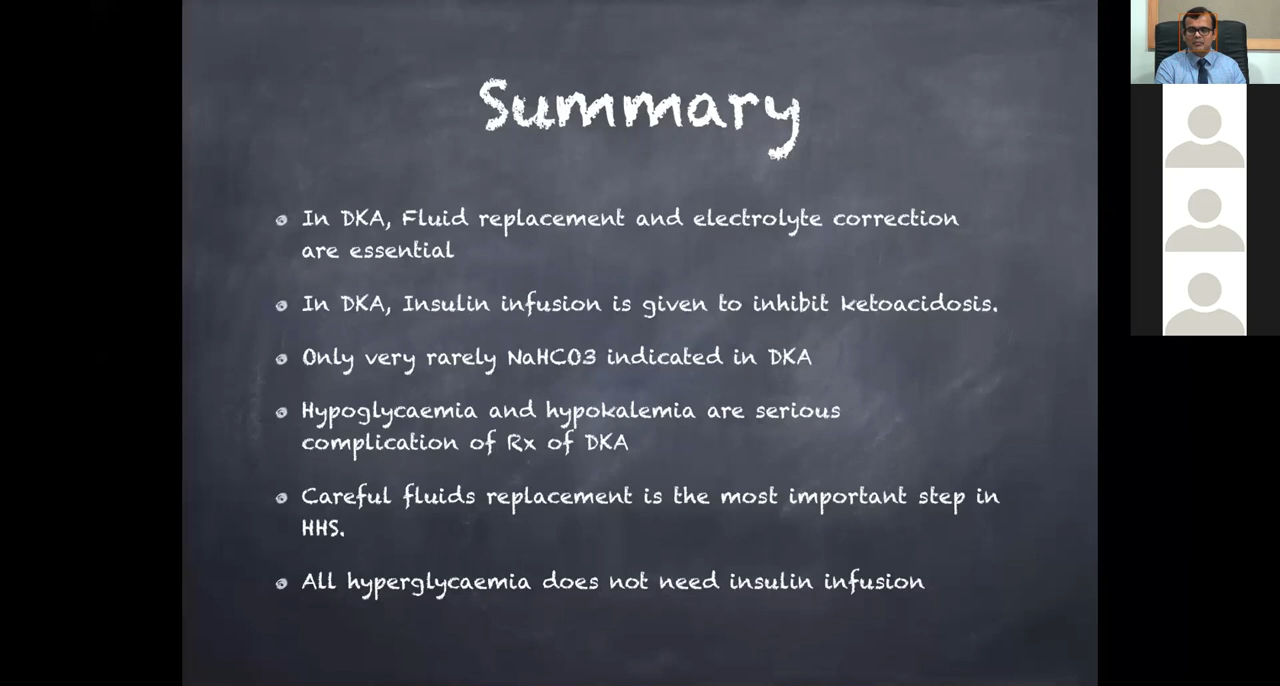 Summary
In DKA, Fluid replacement and electrolyte correction
are essential
In DKA, Insulin infusion is given to inhibit ketoacidosis.
Only very rarely NaHCO3 indicated in DKA
Hypoglycaemia and hypokalemia are serious
complication of Rx of DKA
Careful fluids replacement is the most important step in
HHS.
All hyperglycaemia does not need insulin infusion